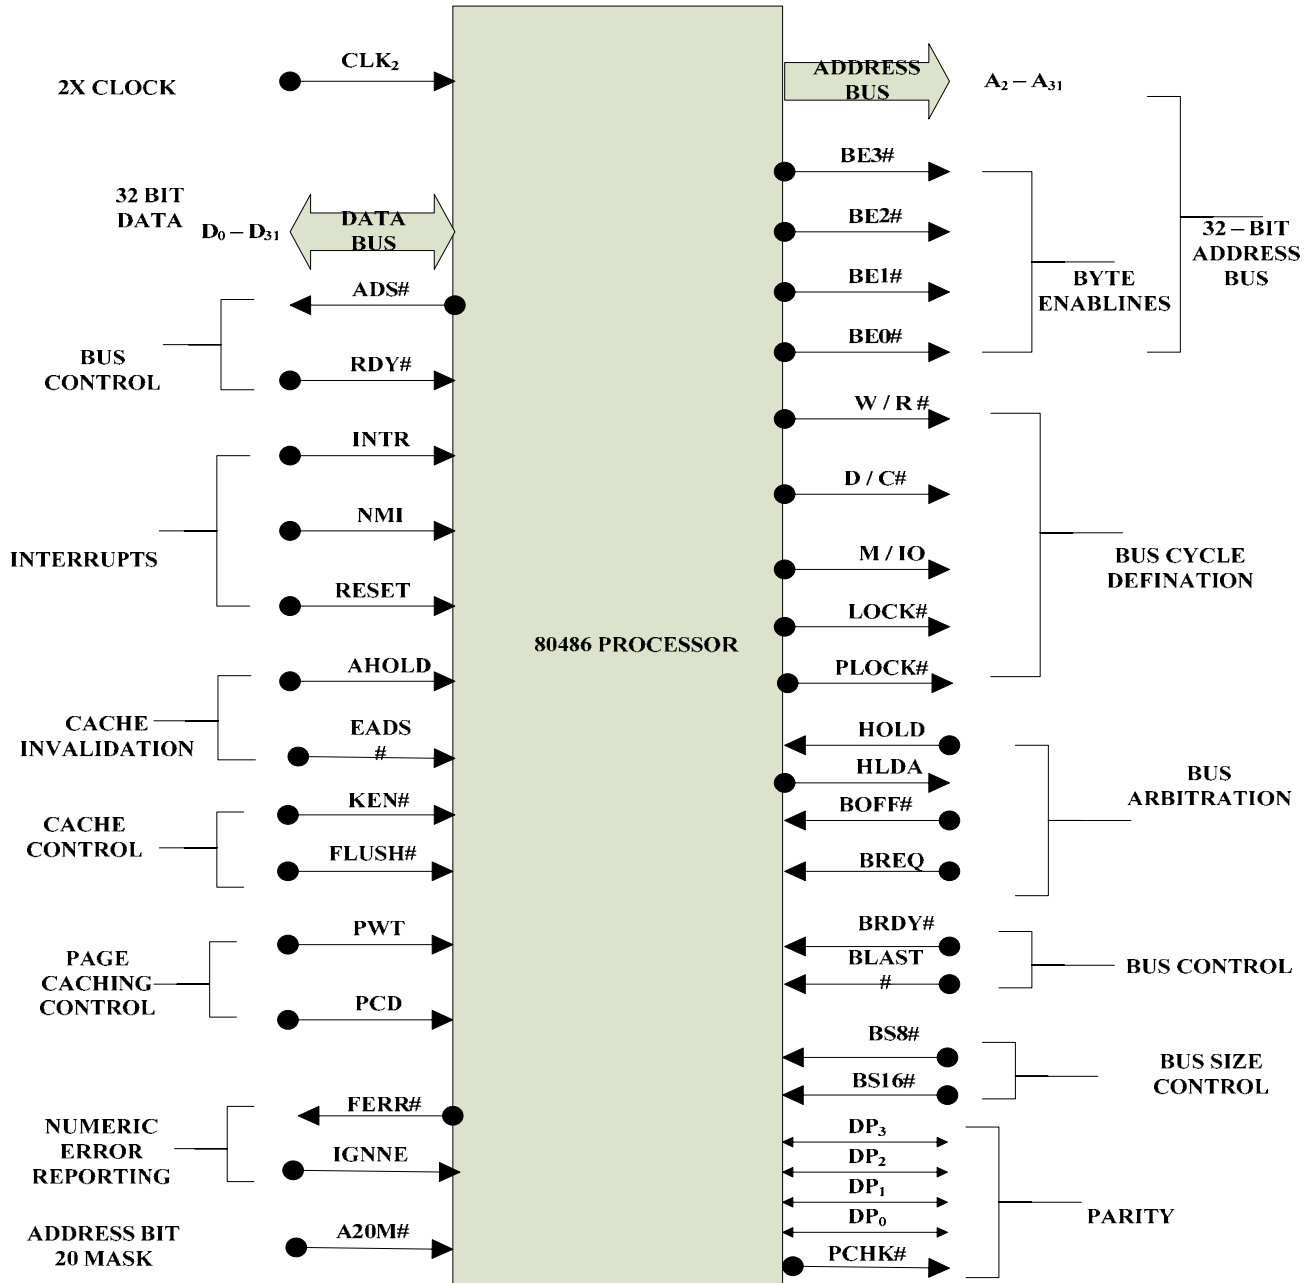 2X CLOCK
CLK₂
32 BIT
DATA
D₀ – D₃₁
DATA
BUS
ADS#
BUS
CONTROL
RDY#
INTR
NMI
INTERRUPTS
RESET
AHOLD
CACHE
INVALIDATION
EADS
#
KEN#
CACHE
CONTROL
FLUSH#
PWT
PAGE
CACHING
CONTROL
PCD
FERR#
NUMERIC
ERROR
REPORTING
IGNNE
ADDRESS BIT
20 MASK
A20M#
80486 PROCESSOR
ADDRESS
BUS
A₂ – A₃₁
BE3#
BE2#
BE1#
BE0#
BYTE
ENABLINES
32 – BIT
ADDRESS
BUS
W / R #
D / C#
M / IO
LOCK#
PLOCK#
BUS CYCLE
DEFINATION
HOLD
HLDA
BOFF#
BREQ
BUS
ARBITRATION
BRDY#
BLAST
#
BUS CONTROL
BS8#
BS16#
BUS SIZE
CONTROL
DP₃
DP₂
DP₁
DP₀
PCHK#
PARITY